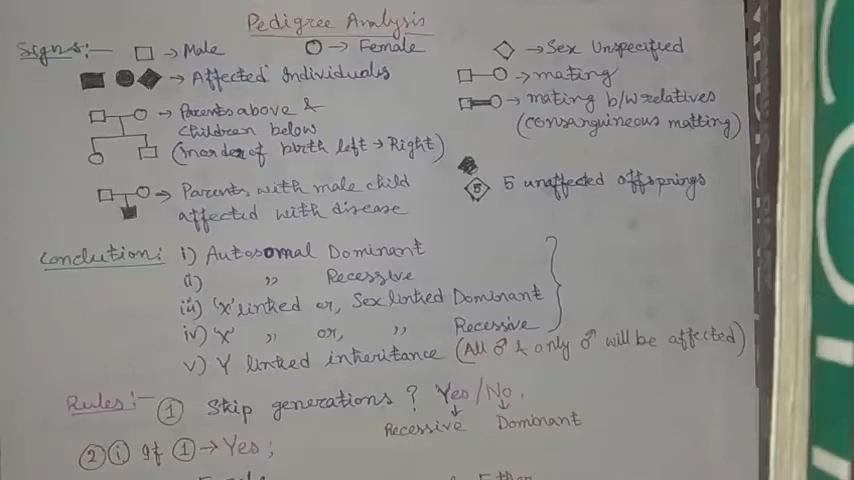 Pedigree Analysis
Signs:- → Male → Female → Sex Unspecified
→ Affected Individuals → mating
→ Parents above & → mating b/w relatives
children below (consanguineous matting)
(inorder of birth left → Right)
→ Parents with male child 5 5 unaffected offsprings
affected with disease
Conclution: i) Autosomal Dominant
ii) ,, Recessive
iii) 'X' linked or, Sex linked Dominant
iv) 'X' ,, or, ,, Recessive
v) Y linked inheritance (All ♂ & only ♂ will be affected)
Rules:- ① Skip generations? Yes/No.
↓ ↓
Recessive Dominant
② ⓘ If ① → Yes;